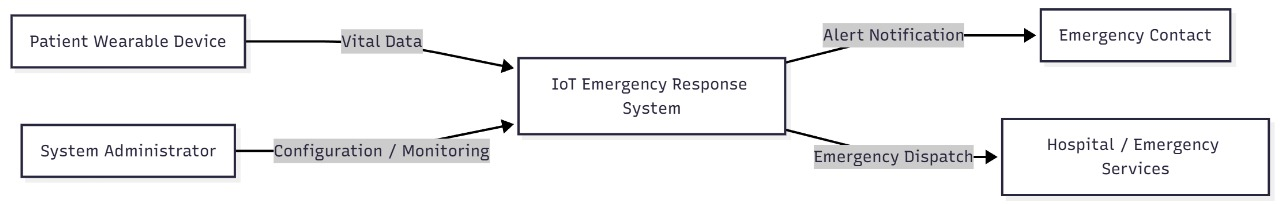 Patient Wearable Device
Vital Data
System Administrator
Configuration / Monitoring
IoT Emergency Response
System
Alert Notification
Emergency Contact
Emergency Dispatch
Hospital / Emergency
Services